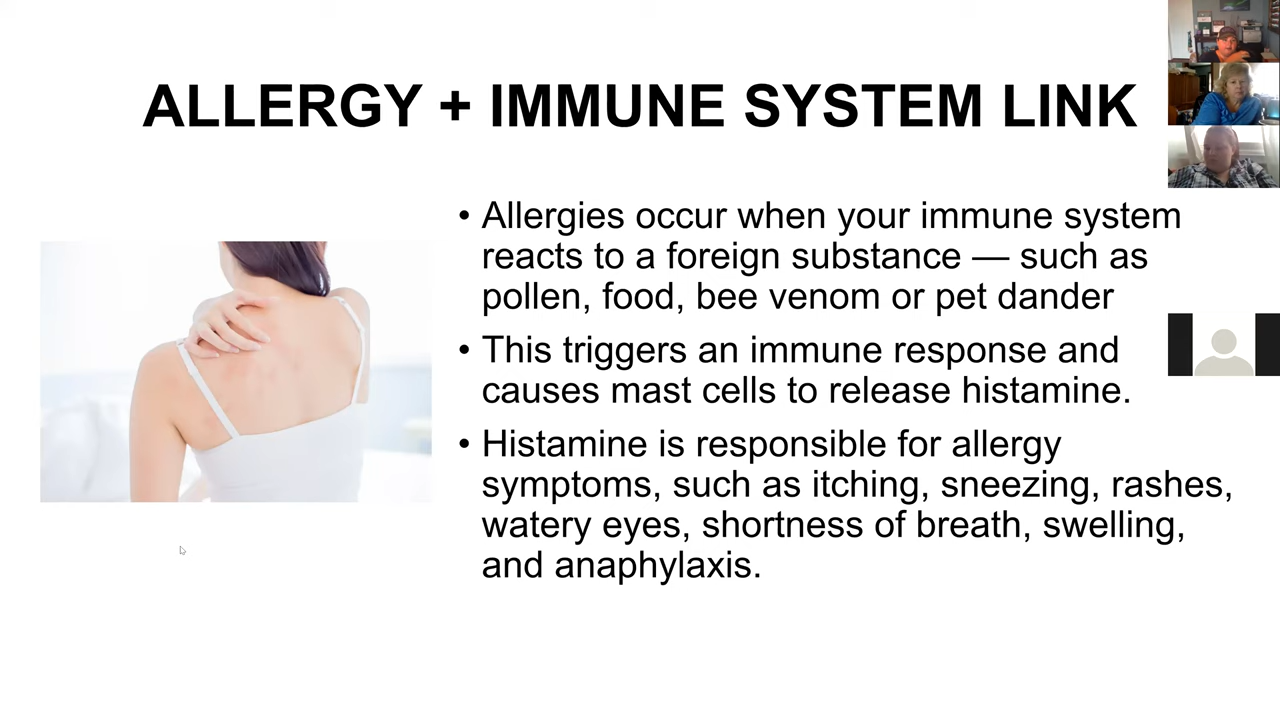 ALLERGY + IMMUNE SYSTEM LINK
• Allergies occur when your immune system
reacts to a foreign substance — such as
pollen, food, bee venom or pet dander
• This triggers an immune response and
causes mast cells to release histamine.
• Histamine is responsible for allergy
symptoms, such as itching, sneezing, rashes,
watery eyes, shortness of breath, swelling,
and anaphylaxis.